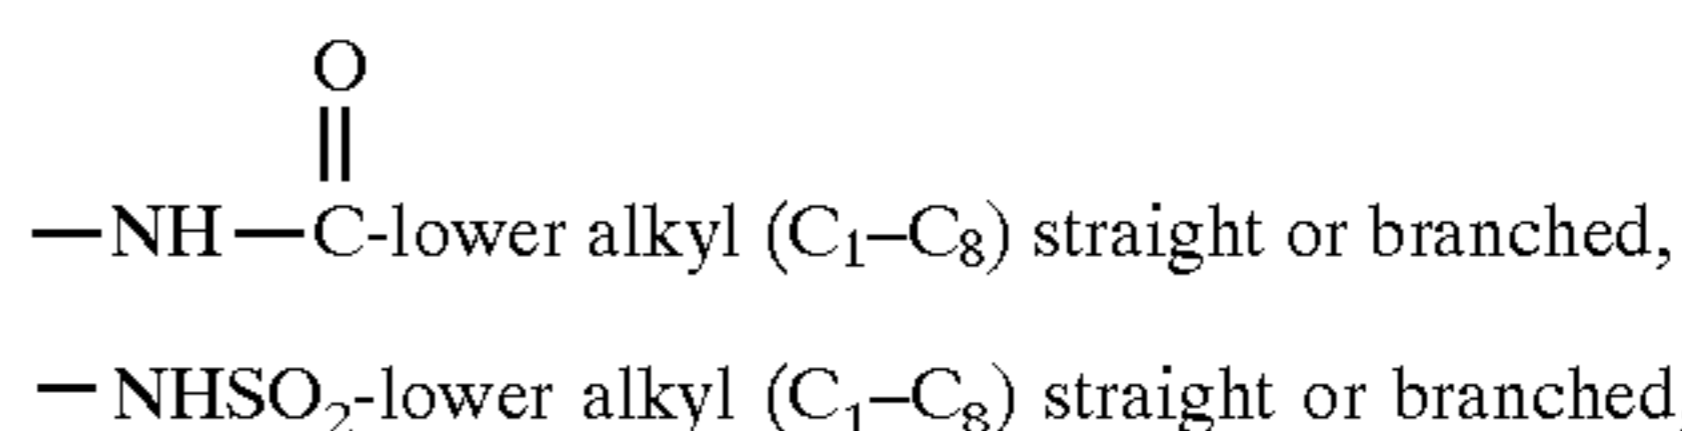 O
—NH—C-lower alkyl (C₁–C₈) straight or branched,
—NHSO₂-lower alkyl (C₁–C₈) straight or branched,